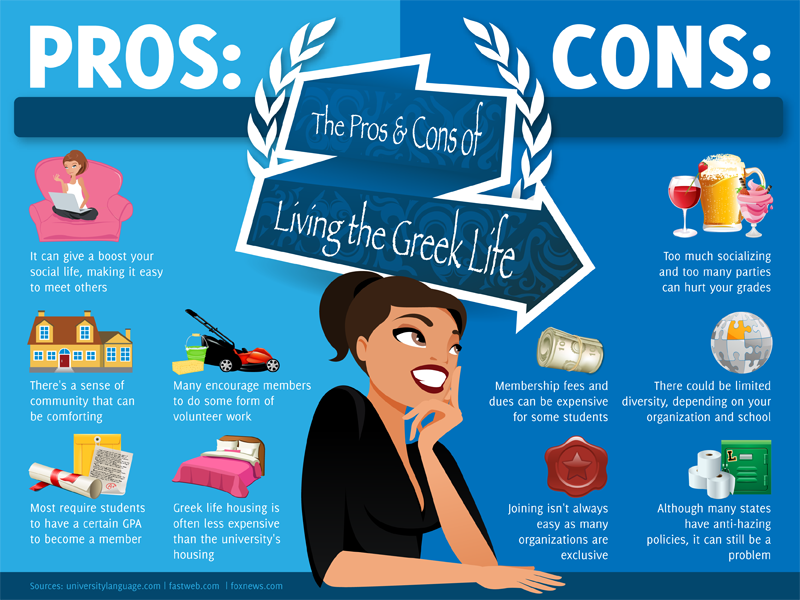 PROS:
CONS:
The Pros & Cons of
Living the Greek Life
It can give a boost your
social life, making it easy
to meet others
There's a sense of
community that can
be comforting
Many encourage members
to do some form of
volunteer work
Most require students
to have a certain GPA
to become a member
Greek life housing is
often less expensive
than the university's
housing
Too much socializing
and too many parties
can hurt your grades
Membership fees and
dues can be expensive
for some students
There could be limited
diversity, depending on your
organization and school
Joining isn't always
easy as many
organizations are
exclusive
L
Although many states
have anti-hazing
policies, it can still be a
problem
Sources: universitylanguage.com | fastweb.com | foxnews.com